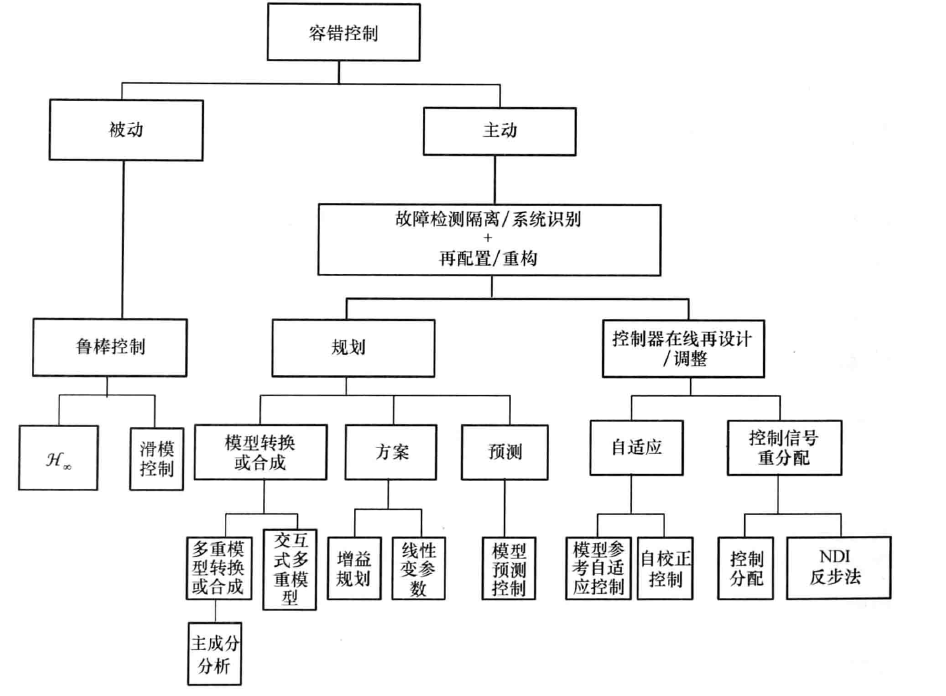 容错控制
被动
主动
故障检测隔离/系统识别
+
再配置/重构
鲁棒控制
规划
控制器在线再设计
/调整
ℋ∞
滑模
控制
模型转换
或合成
方案
预测
自适应
控制信号
重分配
多重模
型转换
或合成
交互
式多
重模
型
增益
规划
线性
变参
数
模型
预测
控制
模型参
考自适
应控制
自校正
控制
控制
分配
NDI
反步法
主成分
分析